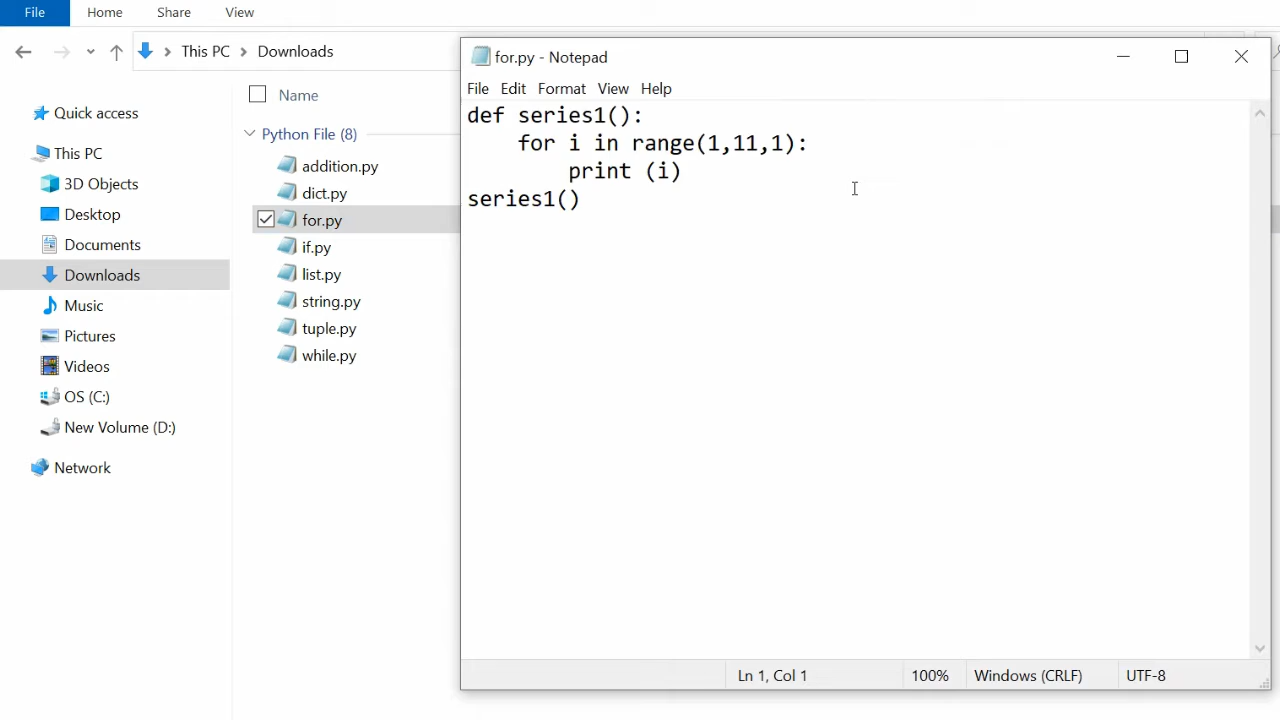 File Home Share View
This PC Downloads
Quick access
This PC
3D Objects
Desktop
Documents
Downloads
Music
Pictures
Videos
OS (C:)
New Volume (D:)
Network
Name
Python File (8)
addition.py
dict.py
for.py
if.py
list.py
string.py
tuple.py
while.py
for.py - Notepad
File Edit Format View Help
def series1():
    for i in range(1,11,1):
        print (i)
series1()
Ln 1, Col 1 100% Windows (CRLF) UTF-8